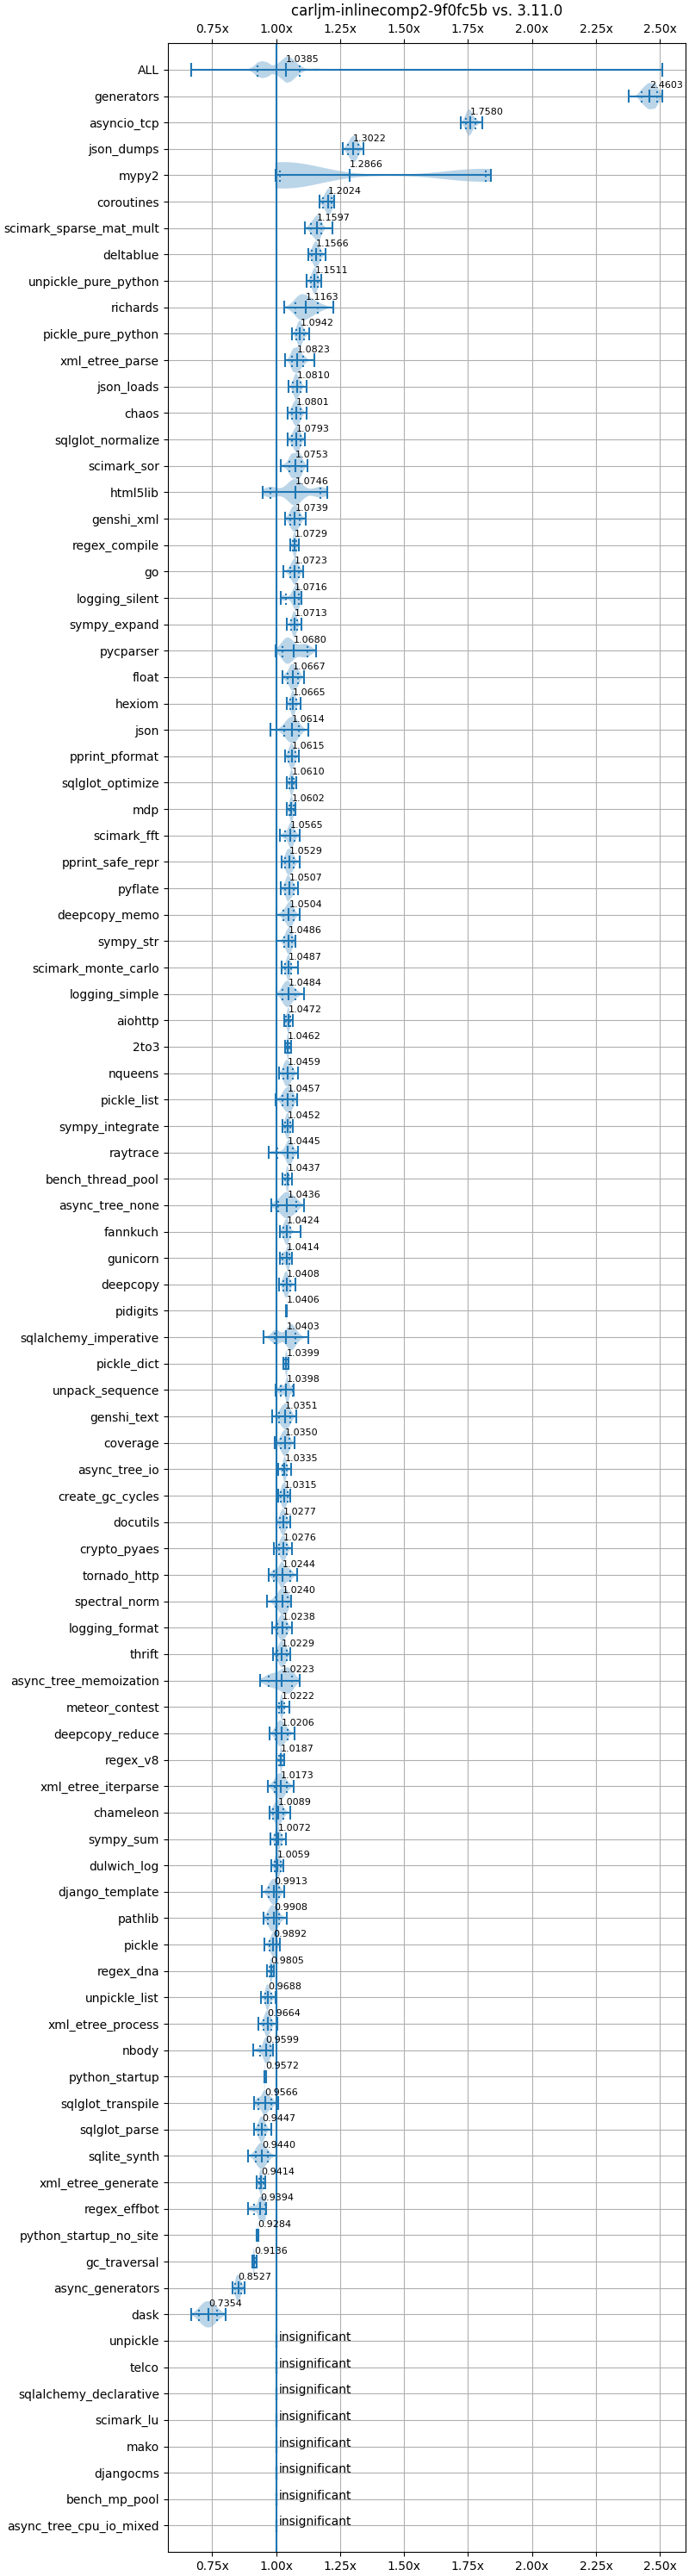 carljm-inlinecomp2-9f0fc5b vs. 3.11.0
0.75x 1.00x 1.25x 1.50x 1.75x 2.00x 2.25x 2.50x
ALL 1.0385
generators 2.4603
asyncio_tcp 1.7580
json_dumps 1.3022
mypy2 1.2866
coroutines 1.2024
scimark_sparse_mat_mult 1.1597
deltablue 1.1566
unpickle_pure_python 1.1511
richards 1.1163
pickle_pure_python 1.0942
xml_etree_parse 1.0823
json_loads 1.0810
chaos 1.0801
sqlglot_normalize 1.0793
scimark_sor 1.0753
html5lib 1.0746
genshi_xml 1.0739
regex_compile 1.0729
go 1.0723
logging_silent 1.0716
sympy_expand 1.0713
pycparser 1.0680
float 1.0667
hexiom 1.0665
json 1.0614
pprint_pformat 1.0615
sqlglot_optimize 1.0610
mdp 1.0602
scimark_fft 1.0565
pprint_safe_repr 1.0529
pyflate 1.0507
deepcopy_memo 1.0504
sympy_str 1.0486
scimark_monte_carlo 1.0487
logging_simple 1.0484
aiohttp 1.0472
2to3 1.0462
nqueens 1.0459
pickle_list 1.0457
sympy_integrate 1.0452
raytrace 1.0445
bench_thread_pool 1.0437
async_tree_none 1.0436
fannkuch 1.0424
gunicorn 1.0414
deepcopy 1.0408
pidigits 1.0406
sqlalchemy_imperative 1.0403
pickle_dict 1.0399
unpack_sequence 1.0398
genshi_text 1.0351
coverage 1.0350
async_tree_io 1.0335
create_gc_cycles 1.0315
docutils 1.0277
crypto_pyaes 1.0276
tornado_http 1.0244
spectral_norm 1.0240
logging_format 1.0238
thrift 1.0229
async_tree_memoization 1.0223
meteor_contest 1.0222
deepcopy_reduce 1.0206
regex_v8 1.0187
xml_etree_iterparse 1.0173
chameleon 1.0089
sympy_sum 1.0072
dulwich_log 1.0059
django_template 0.9913
pathlib 0.9908
pickle 0.9892
regex_dna 0.9805
unpickle_list 0.9688
xml_etree_process 0.9664
nbody 0.9599
python_startup 0.9572
sqlglot_transpile 0.9566
sqlglot_parse 0.9447
sqlite_synth 0.9440
xml_etree_generate 0.9414
regex_effbot 0.9394
python_startup_no_site 0.9284
gc_traversal 0.9136
async_generators 0.8527
dask 0.7354
unpickle insignificant
telco insignificant
sqlalchemy_declarative insignificant
scimark_lu insignificant
mako insignificant
djangocms insignificant
bench_mp_pool insignificant
async_tree_cpu_io_mixed insignificant
0.75x 1.00x 1.25x 1.50x 1.75x 2.00x 2.25x 2.50x